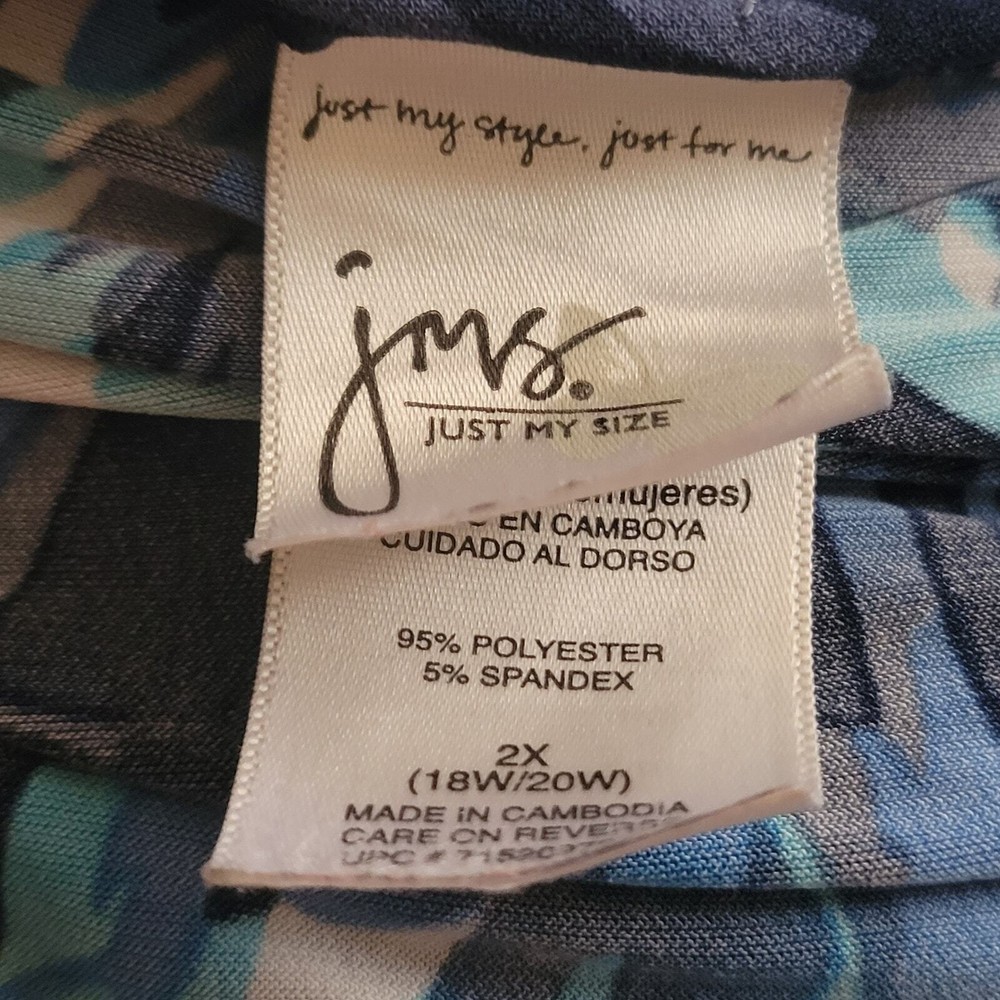 just my style. just for me
jms.
JUST MY SIZE
mujeres)
EN CAMBOYA
CUIDADO AL DORSO
95% POLYESTER
5% SPANDEX
2X
(18W/20W)
MADE IN CAMBODIA
CARE ON REVERSE
UPC #